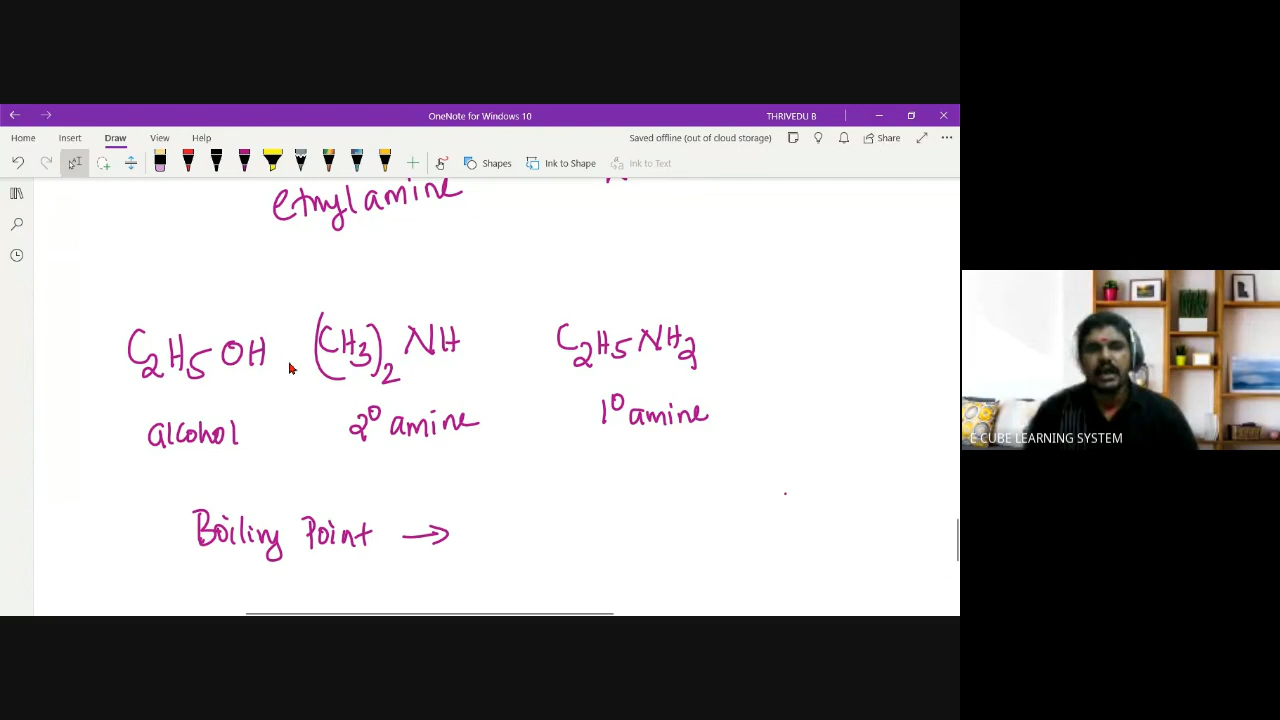 OneNote for Windows 10
THRIVEDU B
Home Insert Draw View Help
Saved offline (out of cloud storage)
Share
Shapes
Ink to Shape
Ink to Text
ethylamine
C2H5OH (CH3)2 NH C2H5NH2
alcohol 2° amine 1° amine
Boiling Point →
E CUBE LEARNING SYSTEM